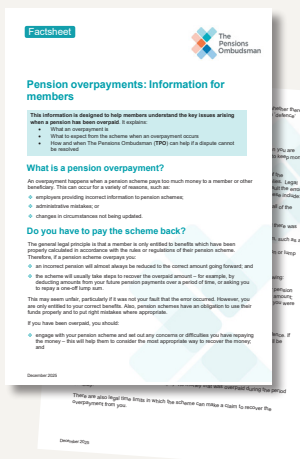 Factsheet
The
Pensions
Ombudsman
Pension overpayments: Information for
members
This information is designed to help members understand the key issues arising
when a pension has been overpaid. It explains:
• What an overpayment is
• What to expect from the scheme when an overpayment occurs
• How and when The Pensions Ombudsman (TPO) can help if a dispute cannot
be resolved
What is a pension overpayment?
An overpayment happens when a pension scheme pays too much money to a member or other
beneficiary. This can occur for a variety of reasons, such as:
employers providing incorrect information to pension schemes;
administrative mistakes; or
changes in circumstances not being updated.
Do you have to pay the scheme back?
The general legal principle is that a member is only entitled to benefits which have been
properly calculated in accordance with the rules or regulations of their pension scheme.
Therefore, if a pension scheme overpays you:
an incorrect pension will almost always be reduced to the correct amount going forward; and
the scheme will usually take steps to recover the overpaid amount – for example, by
deducting amounts from your future pension payments over a period of time, or asking you
to repay a one-off lump sum.
This may seem unfair, particularly if it was not your fault that the error occurred. However, you
are only entitled to your correct benefits. Also, pension schemes have an obligation to use their
funds properly and to put right mistakes where appropriate.
If you have been overpaid, you should:
engage with your pension scheme and set out any concerns or difficulties you have repaying
the money – this will help them to consider the most appropriate way to recover the money;
and
December 2025
overpaid during the period
There are also legal time limits in which the scheme can make a claim to recover the
overpayment from you.
December 2025